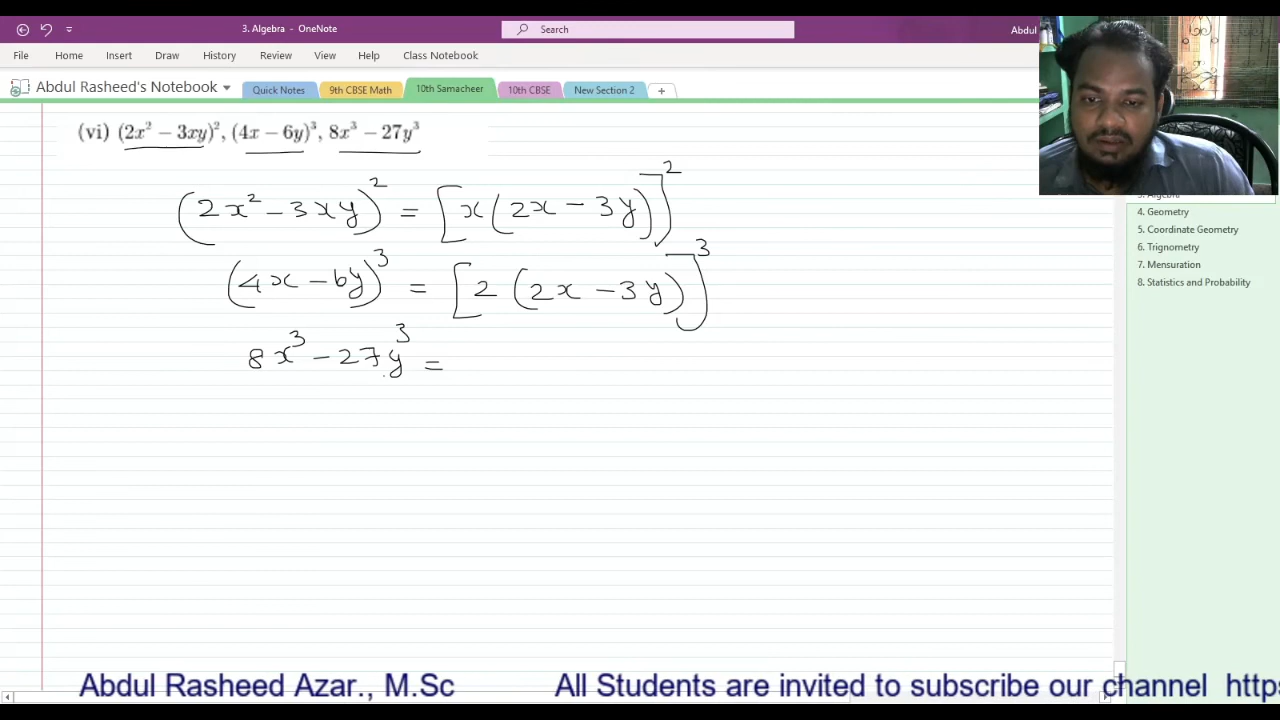 3. Algebra - OneNote
Search
Abdul
File Home Insert Draw History Review View Help Class Notebook
Abdul Rasheed's Notebook
Quick Notes
9th CBSE Math
10th Samacheer
10th CBSE
New Section 2
+
(vi) (2x² − 3xy)², (4x − 6y)³, 8x³ − 27y³
(2x² − 3xy)² = [x(2x − 3y)]²
(4x − 6y)³ = [2(2x − 3y)]³
8x³ − 27y³ =
3. Algebra
4. Geometry
5. Coordinate Geometry
6. Trignometry
7. Mensuration
8. Statistics and Probability
Abdul Rasheed Azar., M.Sc All Students are invited to subscribe our channel https